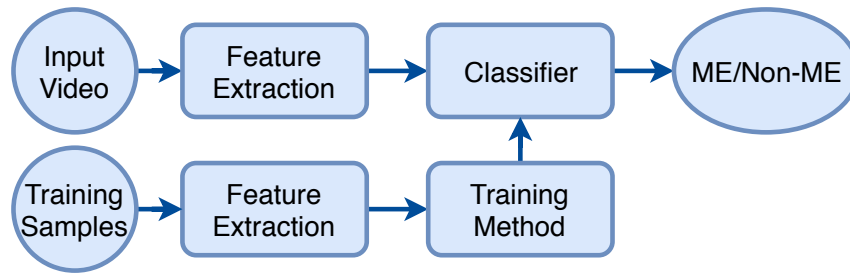 Input
Video
Feature
Extraction
Classifier
ME/Non-ME
Training
Samples
Feature
Extraction
Training
Method